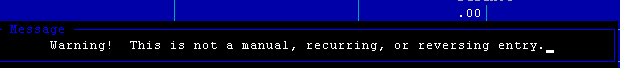 .00
Message
Warning!  This is not a manual, recurring, or reversing entry.